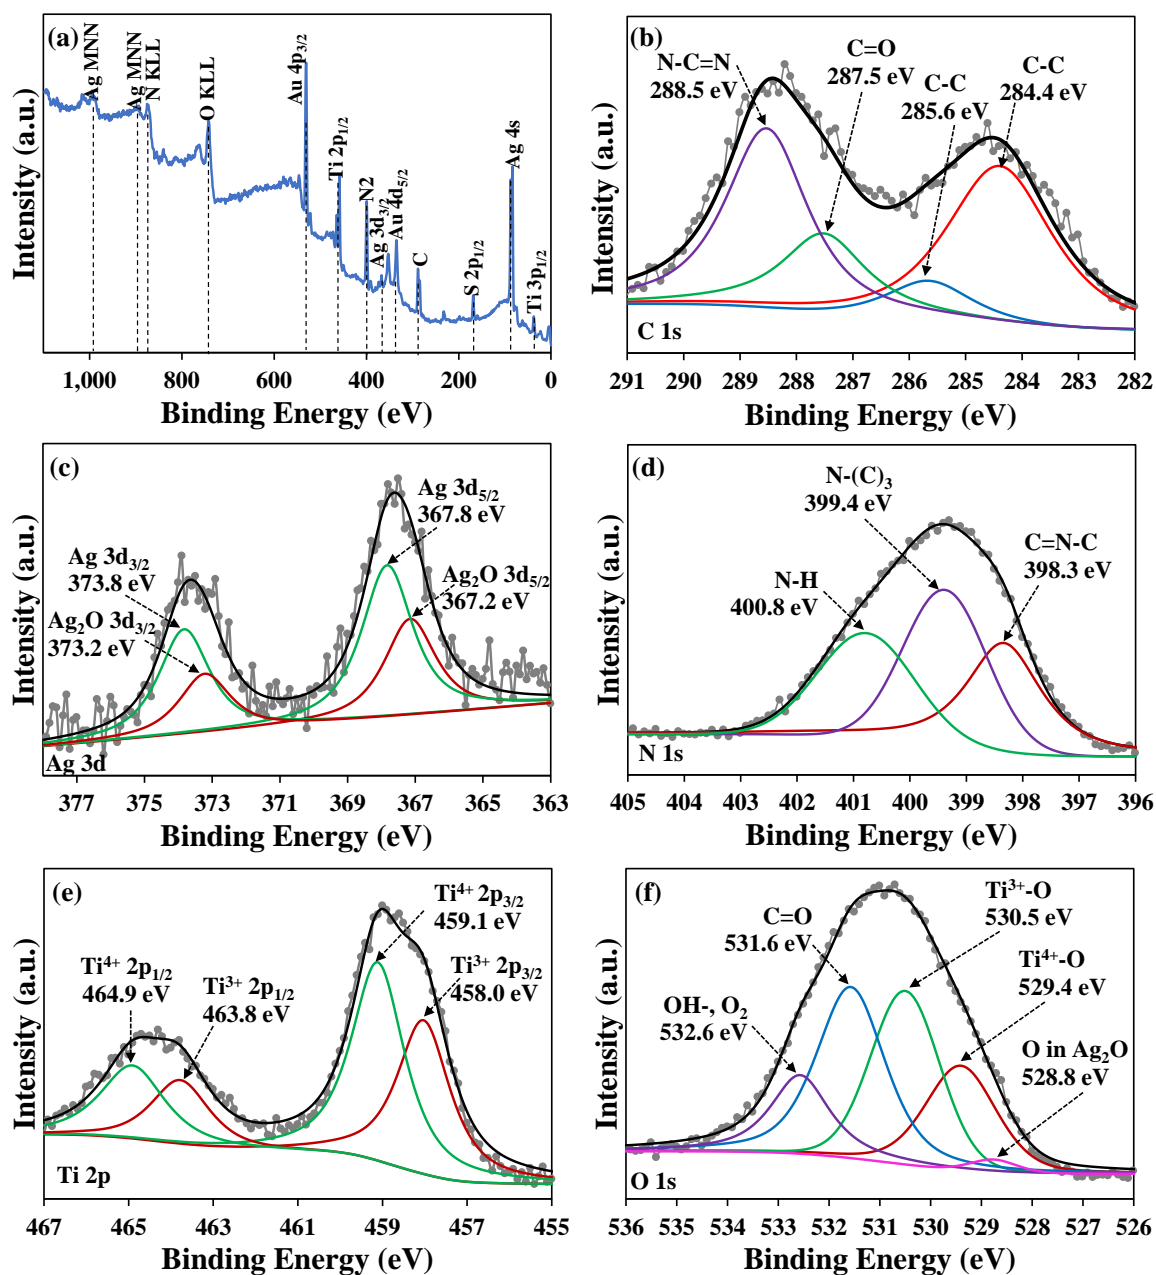 (a)
Ag MNN
Ag MNN
N KLL
O KLL
Au 4p3/2
Ti 2p1/2
N2
Ag 3d3/2
Au 4d5/2
C
S 2p1/2
Ag 4s
Ti 3p1/2
Intensity (a.u.)
1,000 800 600 400 200 0
Binding Energy (eV)
(b)
N-C=N
288.5 eV
C=O
287.5 eV
C-C
285.6 eV
C-C
284.4 eV
C 1s
Intensity (a.u.)
291 290 289 288 287 286 285 284 283 282
Binding Energy (eV)
(c)
Ag 3d5/2
367.8 eV
Ag 3d3/2
373.8 eV
Ag2O 3d5/2
367.2 eV
Ag2O 3d3/2
373.2 eV
Ag 3d
Intensity (a.u.)
377 375 373 371 369 367 365 363
Binding Energy (eV)
(d)
N-(C)3
399.4 eV
C=N-C
398.3 eV
N-H
400.8 eV
N 1s
Intensity (a.u.)
405 404 403 402 401 400 399 398 397 396
Binding Energy (eV)
(e)
Ti4+ 2p3/2
459.1 eV
Ti4+ 2p1/2
464.9 eV
Ti3+ 2p1/2
463.8 eV
Ti3+ 2p3/2
458.0 eV
Ti 2p
Intensity (a.u.)
467 465 463 461 459 457 455
Binding Energy (eV)
(f)
Ti3+-O
530.5 eV
C=O
531.6 eV
Ti4+-O
529.4 eV
OH-, O2
532.6 eV
O in Ag2O
528.8 eV
O 1s
Intensity (a.u.)
536 535 534 533 532 531 530 529 528 527 526
Binding Energy (eV)